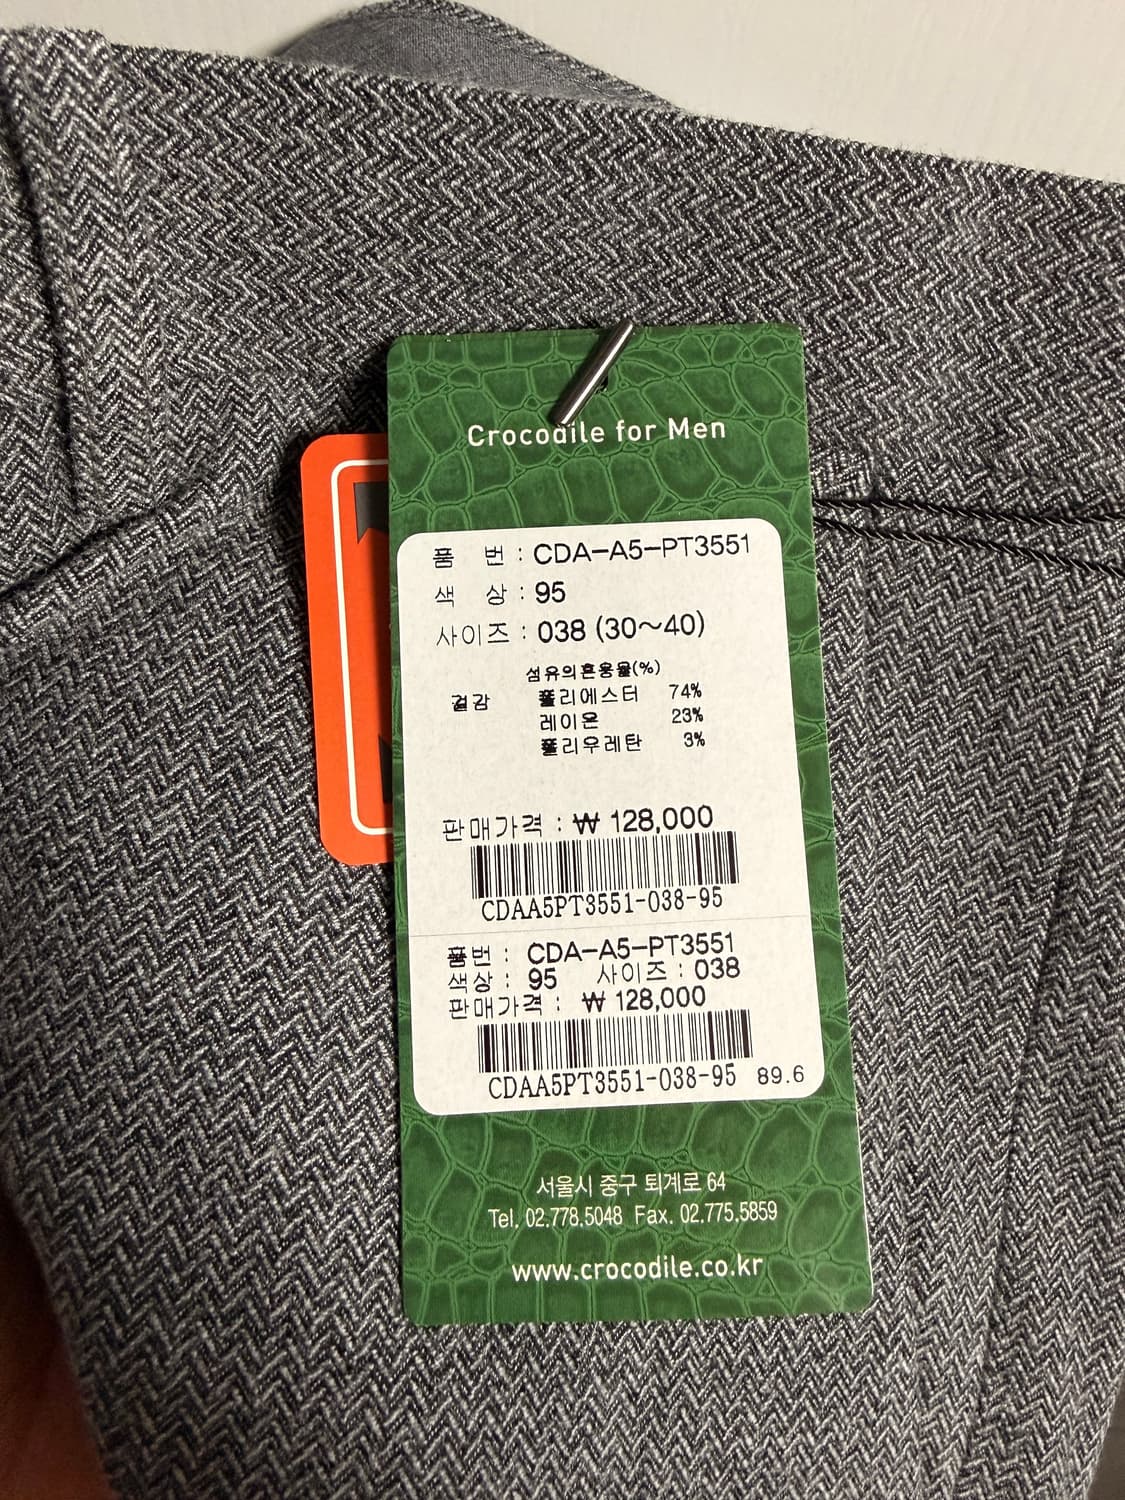 Crocodile for Men
품 번 : CDA-A5-PT3551
색 상 : 95
사이즈 : 038 (30~40)
섬유의혼용율(%)
겉감 폴리에스터 74%
레이온 23%
폴리우레탄 3%
판매가격 : ₩ 128,000
CDAA5PT3551-038-95
품번 : CDA-A5-PT3551
색상 : 95 사이즈 : 038
판매가격 : ₩ 128,000
CDAA5PT3551-038-95 89.6
서울시 중구 퇴계로 64
Tel. 02.778.5048 Fax. 02.775.5859
www.crocodile.co.kr